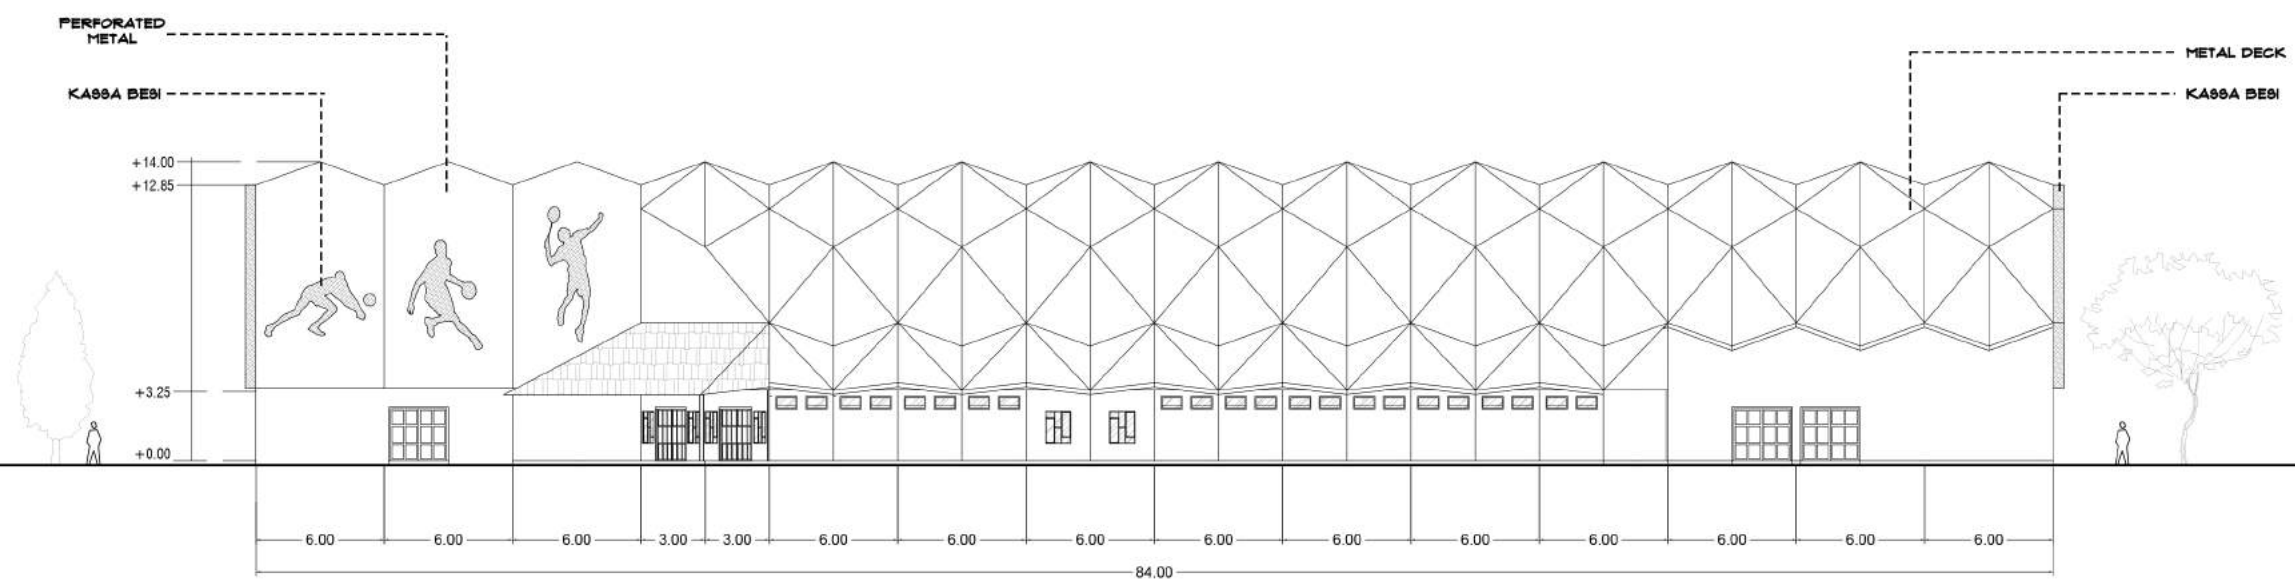 PERFORATED
METAL
METAL DECK
KASSA BESI
KASSA BESI
+14.00
+12.85
+3.25
+0.00
6.00 6.00 6.00 3.00 3.00 6.00 6.00 6.00 6.00 6.00 6.00 6.00 6.00 6.00 6.00
84.00